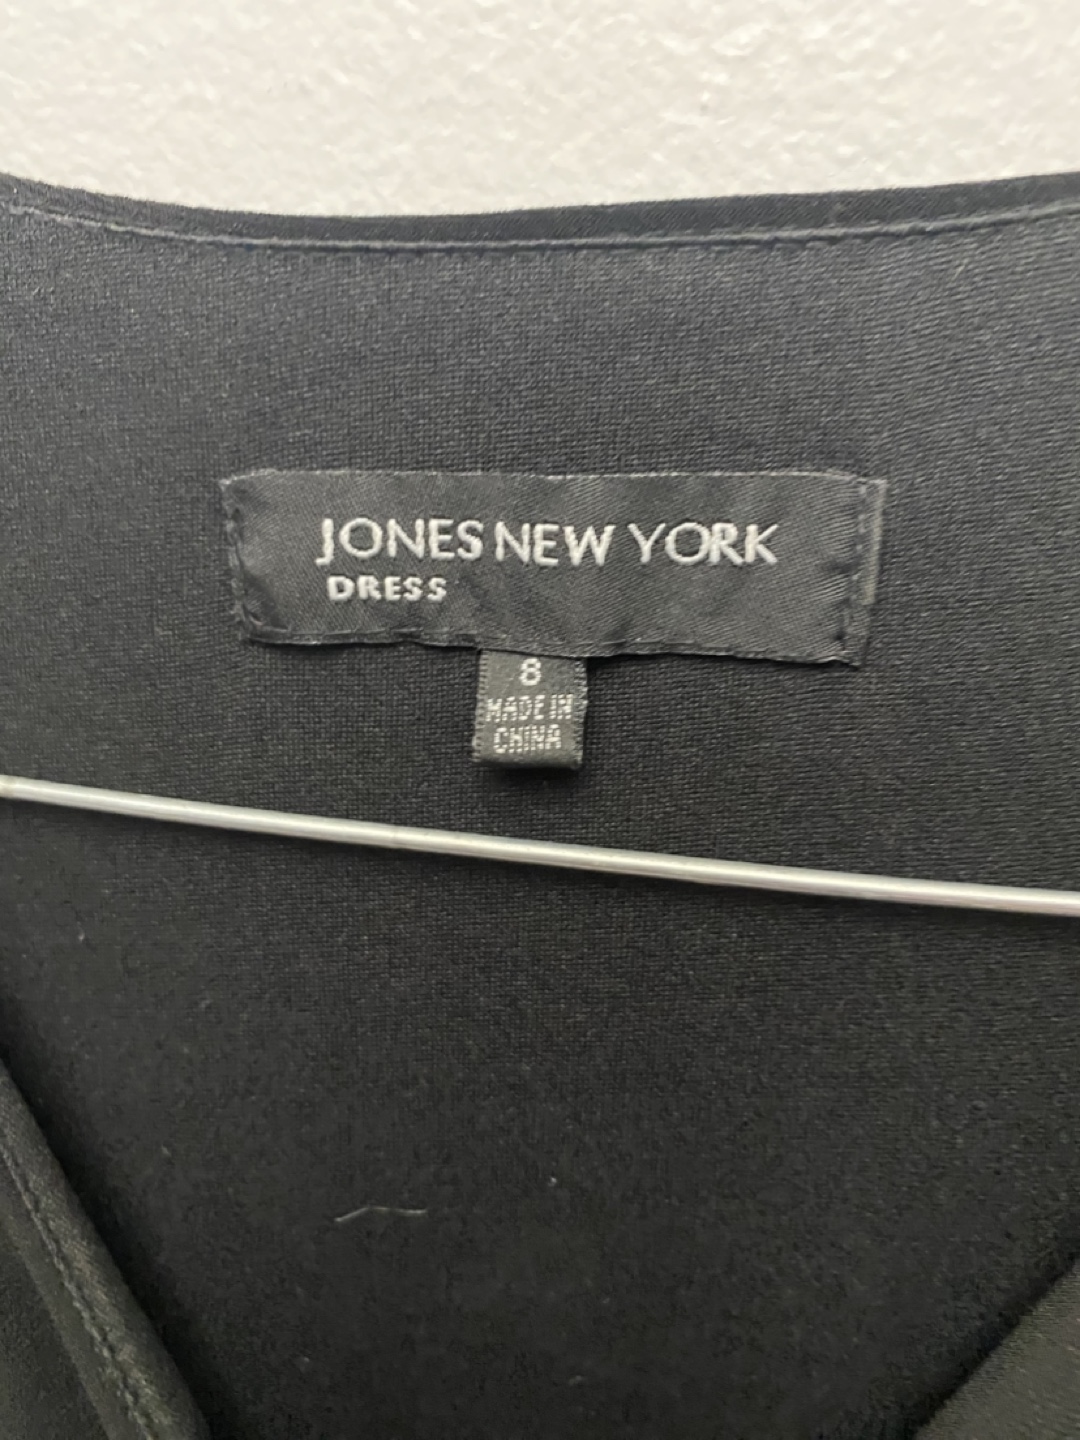 JONES NEW YORK
DRESS
8
MADE IN
CHINA